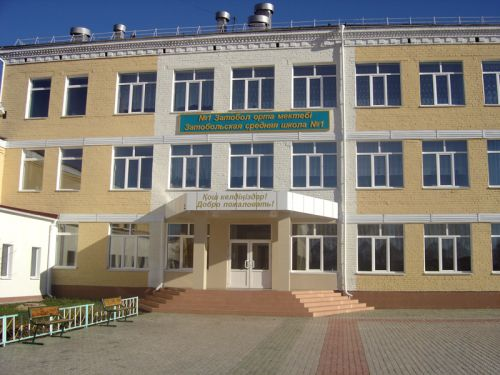 №1 Затобол орта мектебі
Затобольская средняя школа №1
Қош келдіңіздер!
Добро пожаловать!